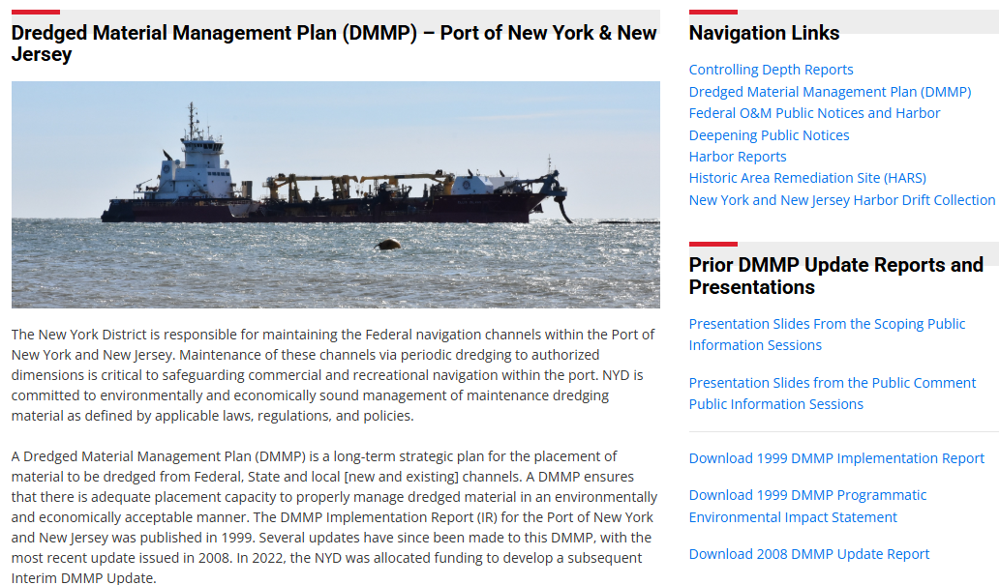 Dredged Material Management Plan (DMMP) – Port of New York & New
Jersey
The New York District is responsible for maintaining the Federal navigation channels within the Port of
New York and New Jersey. Maintenance of these channels via periodic dredging to authorized
dimensions is critical to safeguarding commercial and recreational navigation within the port. NYD is
committed to environmentally and economically sound management of maintenance dredging
material as defined by applicable laws, regulations, and policies.
A Dredged Material Management Plan (DMMP) is a long-term strategic plan for the placement of
material to be dredged from Federal, State and local [new and existing] channels. A DMMP ensures
that there is adequate placement capacity to properly manage dredged material in an environmentally
and economically acceptable manner. The DMMP Implementation Report (IR) for the Port of New York
and New Jersey was published in 1999. Several updates have since been made to this DMMP, with the
most recent update issued in 2008. In 2022, the NYD was allocated funding to develop a subsequent
Interim DMMP Update.
Navigation Links
Controlling Depth Reports
Dredged Material Management Plan (DMMP)
Federal O&M Public Notices and Harbor
Deepening Public Notices
Harbor Reports
Historic Area Remediation Site (HARS)
New York and New Jersey Harbor Drift Collection
Prior DMMP Update Reports and
Presentations
Presentation Slides From the Scoping Public
Information Sessions
Presentation Slides from the Public Comment
Public Information Sessions
Download 1999 DMMP Implementation Report
Download 1999 DMMP Programmatic
Environmental Impact Statement
Download 2008 DMMP Update Report